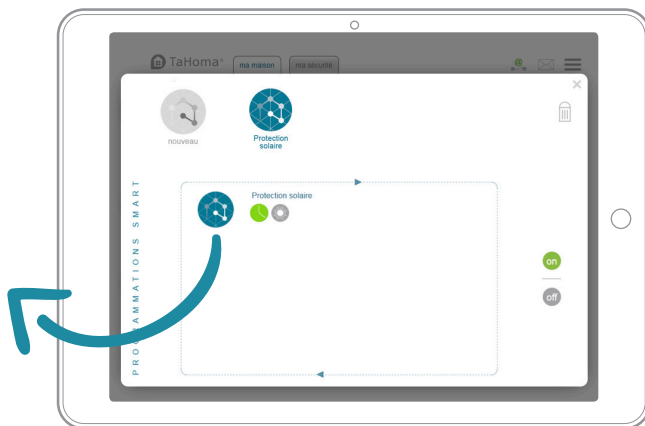 TaHoma®
ma maison
ma sécurité
nouveau
Protection
solaire
PROGRAMMATIONS SMART
Protection solaire
on
off